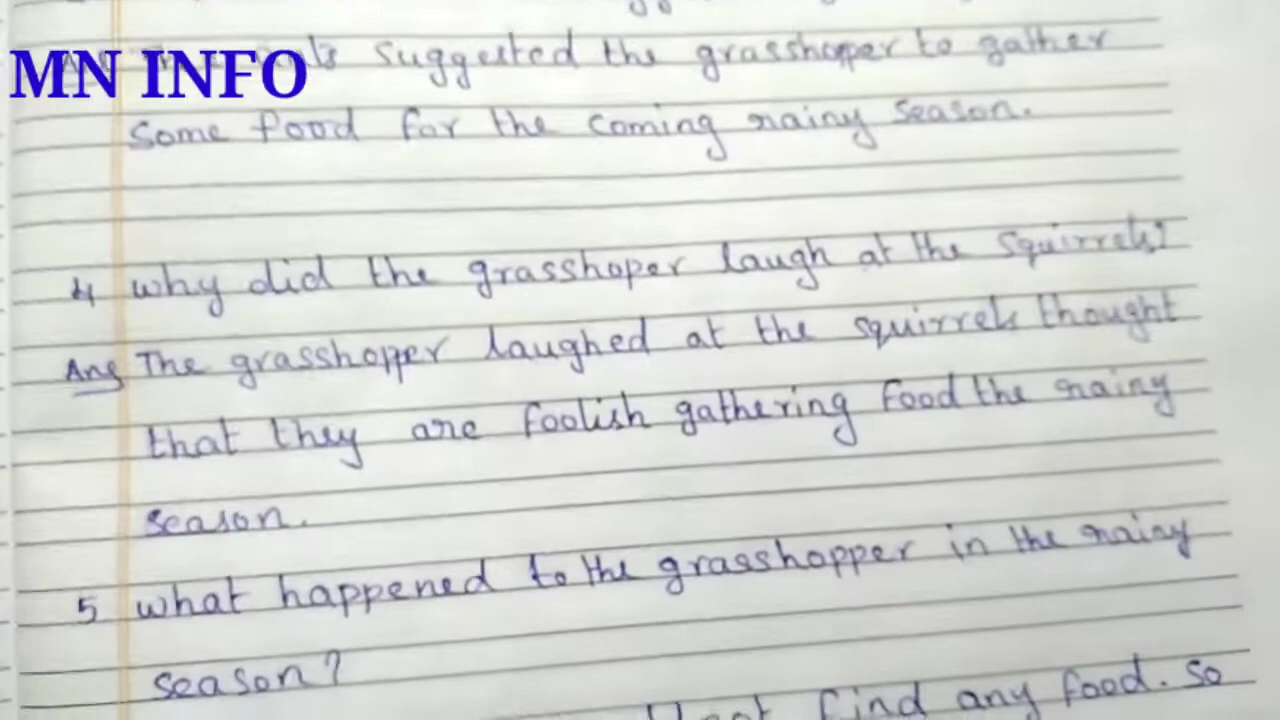 MN INFO
suggested the grasshopper to gather
some food for the coming rainy season.
4 why did the grasshoper laugh at the squirrels?
Ans The grasshopper laughed at the squirrels thought
that they are foolish gathering food the rainy
season.
5 what happened to the grasshopper in the rainy
season?
find any food. So